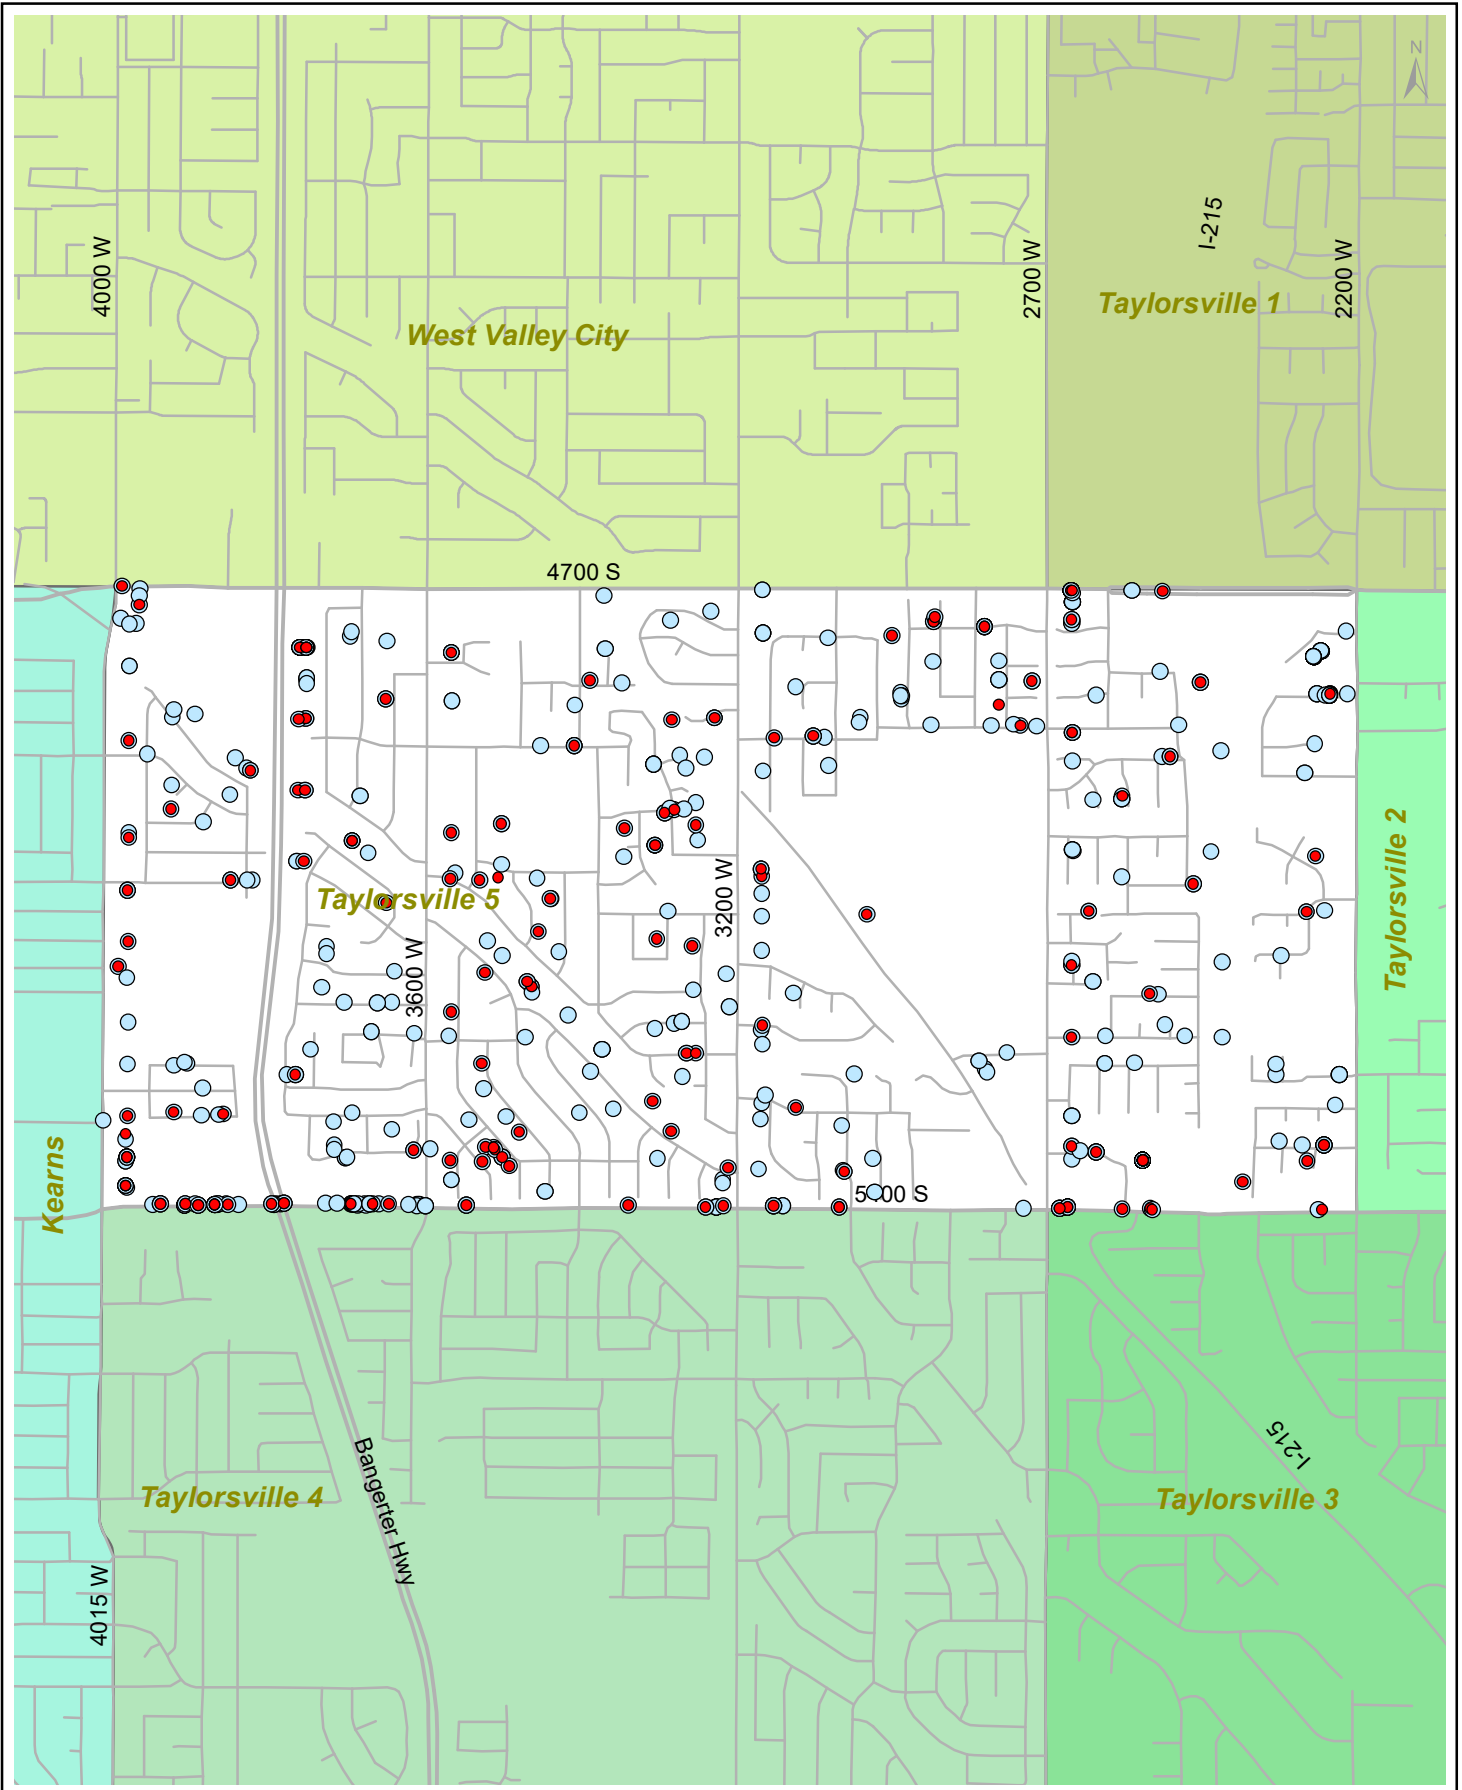 N
I-215
4000 W
2700 W
2200 W
Taylorsville 1
West Valley City
4700 S
Taylorsville 2
3200 W
Taylorsville 5
3600 W
Kearns
5400 S
I-215
Bangerter Hwy
Taylorsville 4
Taylorsville 3
4015 W